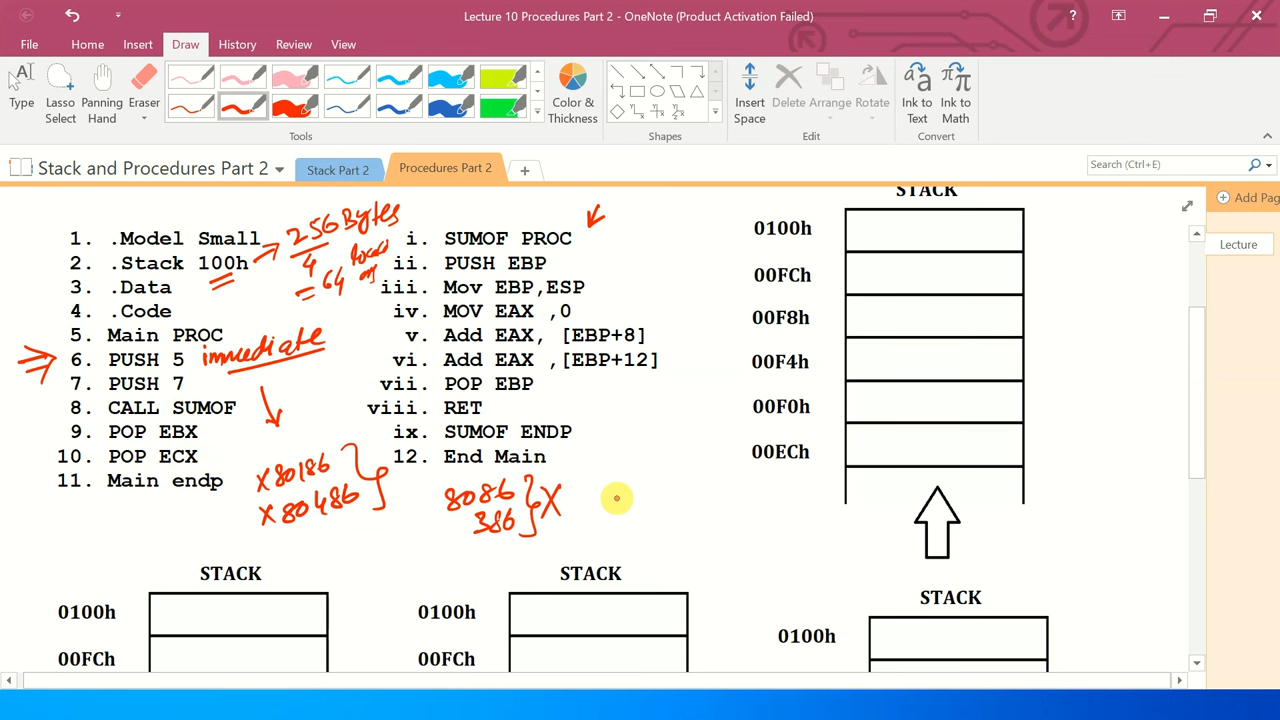 Lecture 10 Procedures Part 2 - OneNote (Product Activation Failed)
?
File Home Insert Draw History Review View
Type
Lasso Select
Panning Hand
Eraser
Color & Thickness
Insert Space
Delete
Arrange
Rotate
Ink to Text
Ink to Math
Tools
Shapes
Edit
Convert
Stack and Procedures Part 2
Stack Part 2
Procedures Part 2
Search (Ctrl+E)
Add Pag
Lecture
1. .Model Small
2. .Stack 100h
3. .Data
4. .Code
5. Main PROC
6. PUSH 5
7. PUSH 7
8. CALL SUMOF
9. POP EBX
10. POP ECX
11. Main endp
256 Bytes
4
= 64
immediate
X 80186
X 80486
i. SUMOF PROC
ii. PUSH EBP
iii. Mov EBP,ESP
iv. MOV EAX ,0
v. Add EAX, [EBP+8]
vi. Add EAX ,[EBP+12]
vii. POP EBP
viii. RET
ix. SUMOF ENDP
12. End Main
8086
386
X
STACK
0100h
00FCh
00F8h
00F4h
00F0h
00ECh
STACK
0100h
00FCh
STACK
0100h
00FCh
STACK
0100h